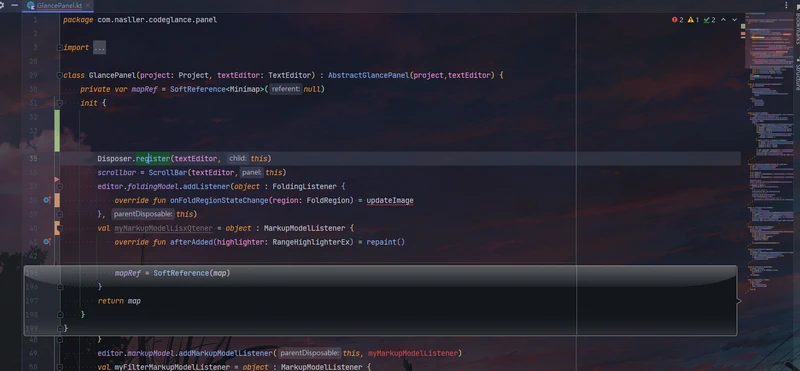 GlancePanel.kt
package com.nasller.codeglance.panel
2 1 2
import ...
class GlancePanel(project: Project, textEditor: TextEditor) : AbstractGlancePanel(project,textEditor) {
private var mapRef = SoftReference<Minimap>( referent: null)
init {
35 Disposer.register(textEditor, child: this)
scrollbar = ScrollBar(textEditor, panel: this)
editor.foldingModel.addListener(object : FoldingListener {
override fun onFoldRegionStateChange(region: FoldRegion) = updateImage
}, parentDisposable: this)
val myMarkupModelLisxQtener = object : MarkupModelListener {
override fun afterAdded(highlighter: RangeHighlighterEx) = repaint()
mapRef = SoftReference(map)
}
return map
}
}
}
editor.markupModel.addMarkupModelListener( parentDisposable: this, myMarkupModelListener)
val myFilterMarkupModelListener = object : MarkupModelListener {
Structure